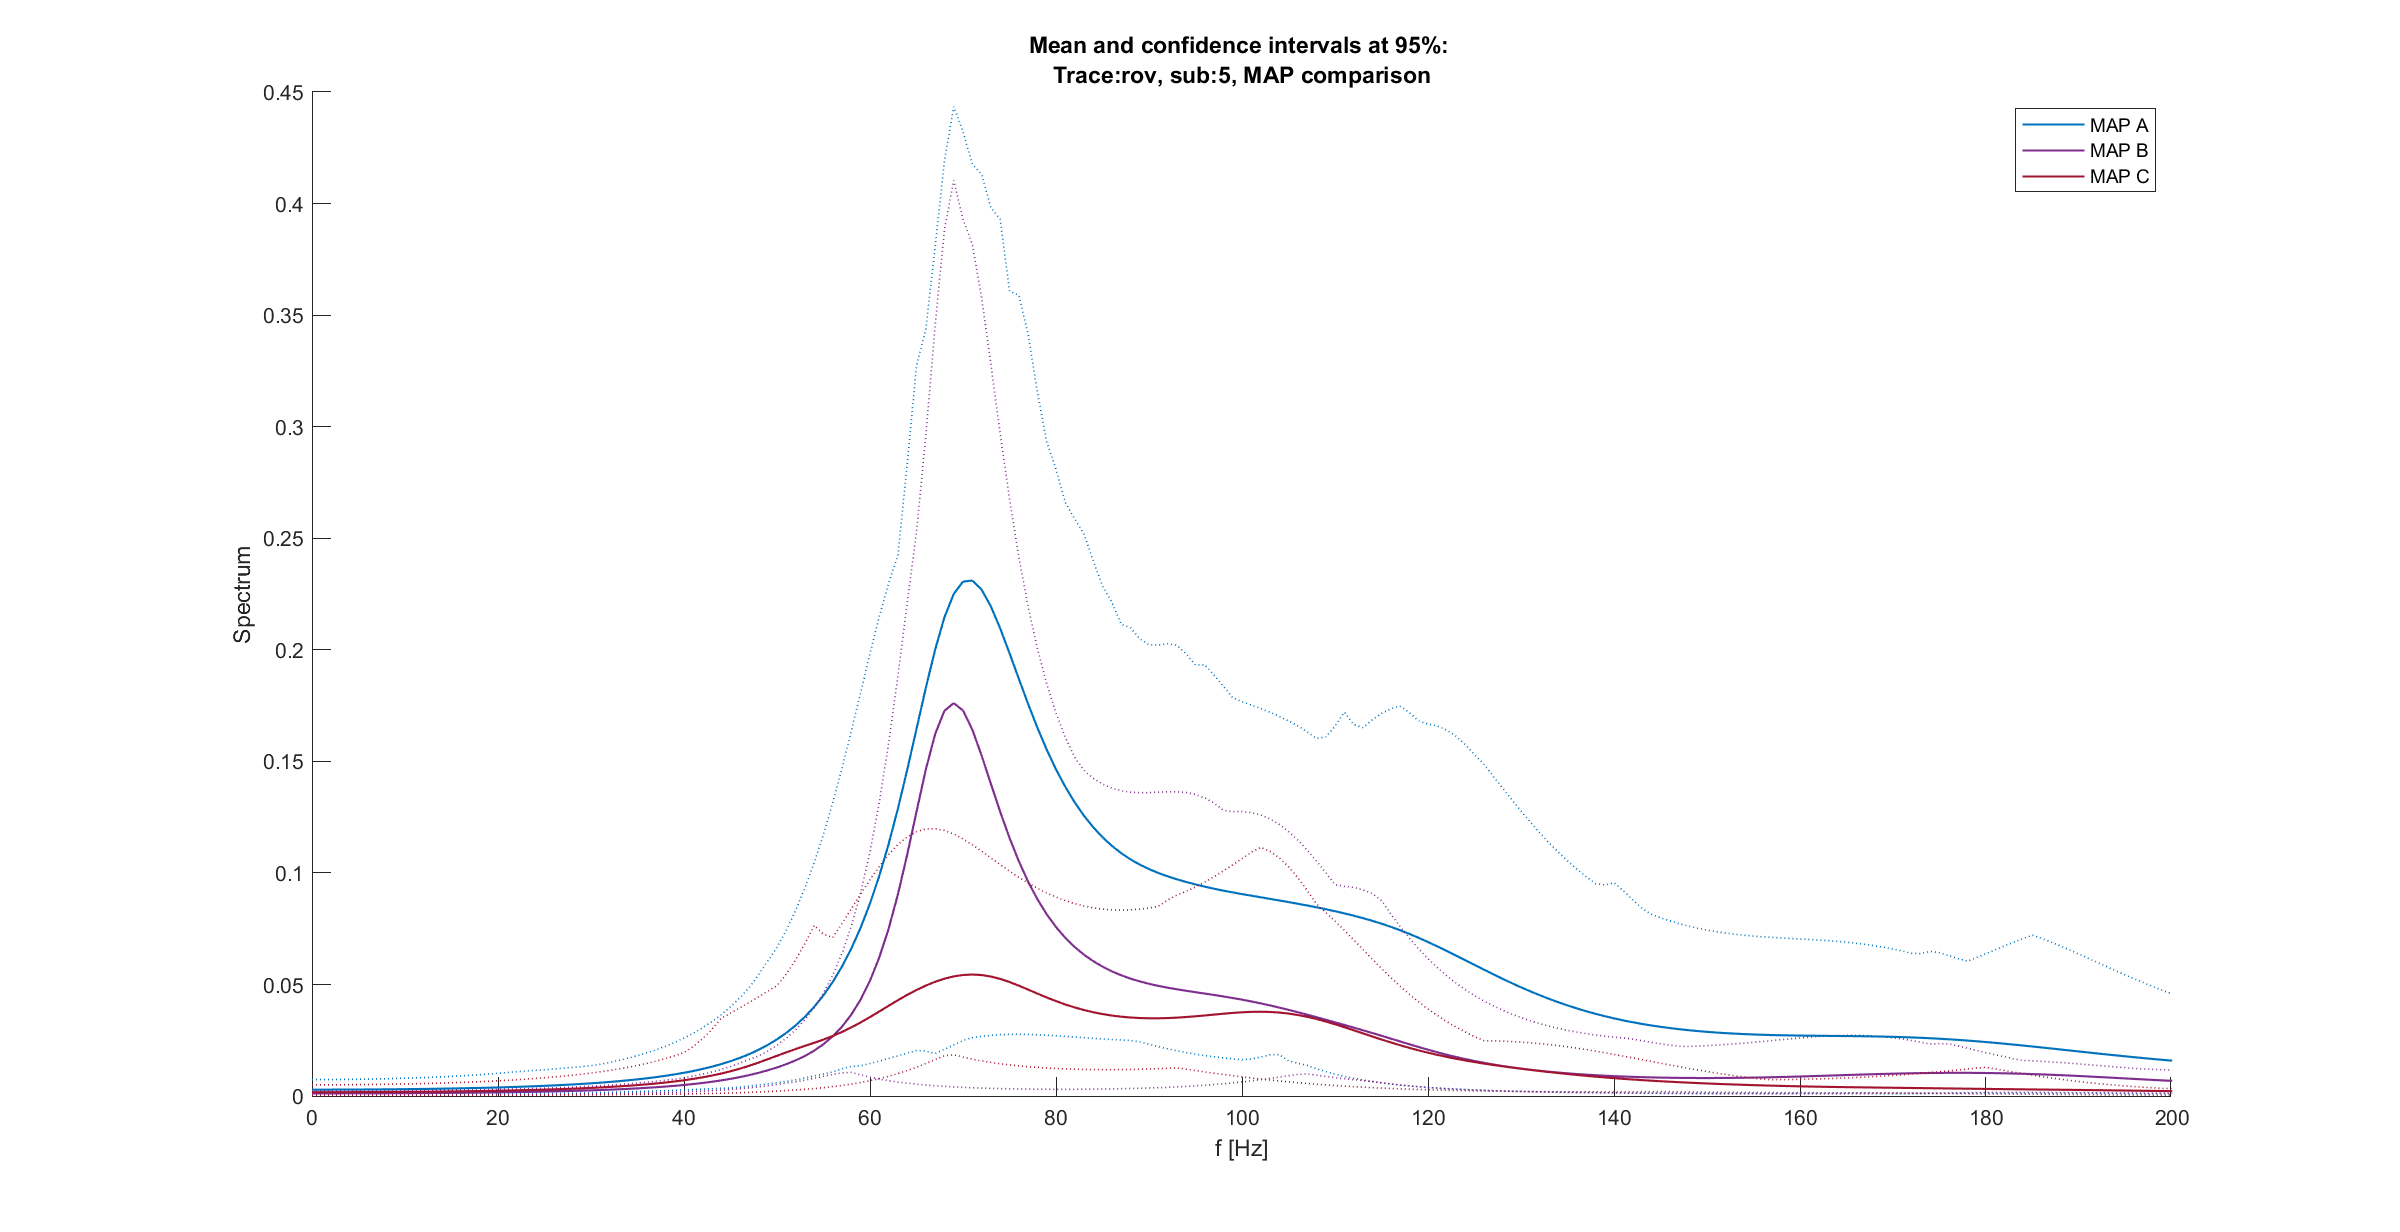 Mean and confidence intervals at 95%:
Trace:rov, sub:5, MAP comparison
MAP A
MAP B
MAP C
Spectrum
0.45
0.4
0.35
0.3
0.25
0.2
0.15
0.1
0.05
0
0 20 40 60 80 100 120 140 160 180 200
f [Hz]